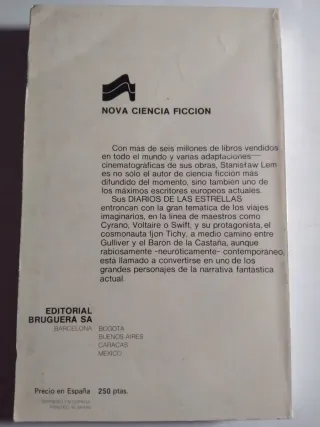 NOVA CIENCIA FICCION
Con más de seis millones de libros vendidos
en todo el mundo y varias adaptaciones—
cinematográficas de sus obras, Stanisław Lem
es no sólo el autor de ciencia ficción más
difundido del momento, sino también uno de
los máximos escritores europeos actuales.
Sus DIARIOS DE LAS ESTRELLAS
entroncan con la gran temática de los viajes
imaginarios, en la línea de maestros como
Cyrano, Voltaire o Swift, y su protagonista, el
cosmonauta Ijon Tichy, a medio camino entre
Gulliver y el Barón de la Castaña, aunque
rabiosamente -neuróticamente- contemporáneo,
está llamado a convertirse en uno de los
grandes personajes de la narrativa fantástica
actual.
EDITORIAL
BRUGUERA SA
BARCELONA BOGOTA
BUENOS AIRES
CARACAS
MEXICO
Precio en España 250 ptas.
PRINTED IN SPAIN